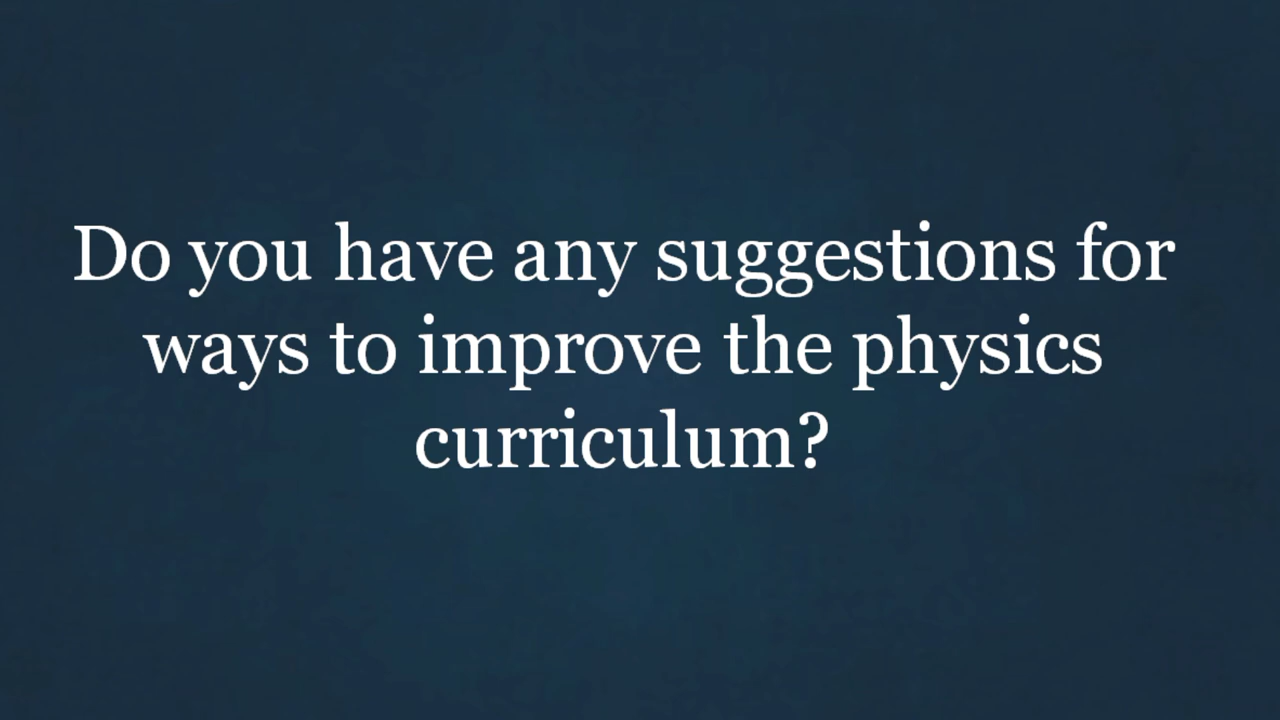 Do you have any suggestions for
ways to improve the physics
curriculum?